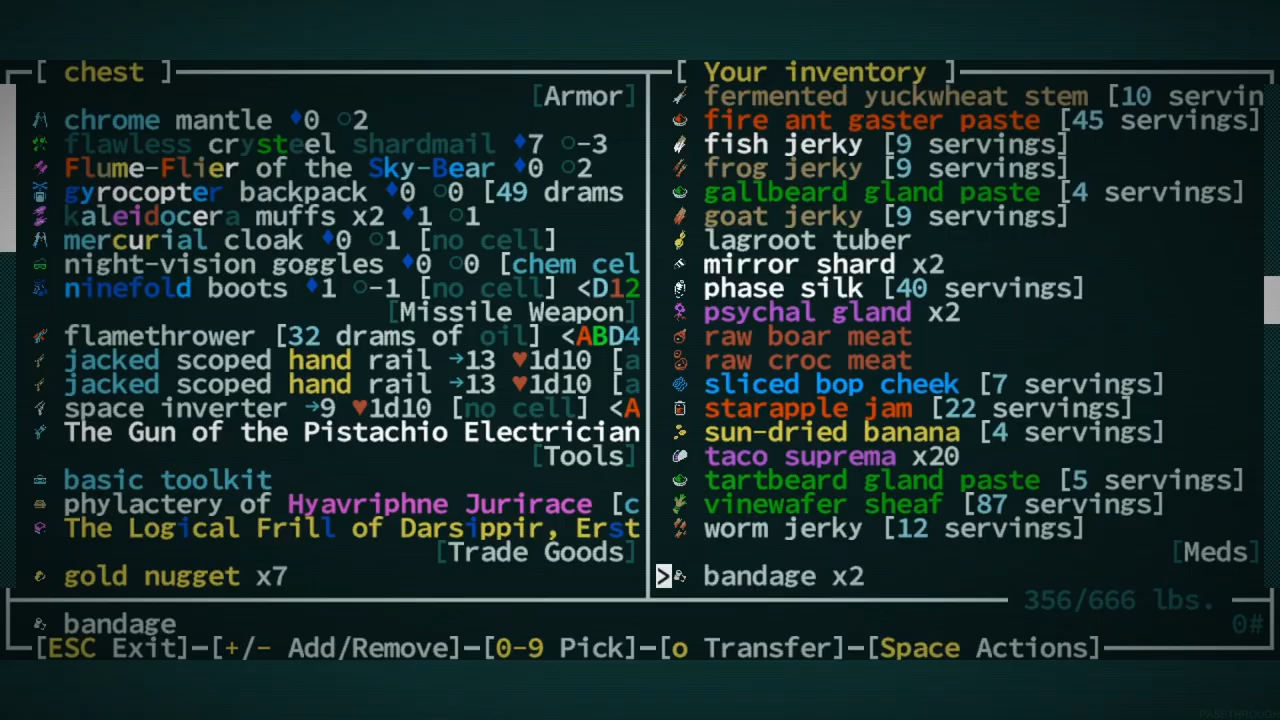 [ chest ]
[Armor]
chrome mantle ♦0 ○2
flawless crysteel shardmail ♦7 ○-3
Flume-Flier of the Sky-Bear ♦0 ○2
gyrocopter backpack ♦0 ○0 [49 drams
kaleidocera muffs x2 ♦1 ○1
mercurial cloak ♦0 ○1 [no cell]
night-vision goggles ♦0 ○0 [chem cel
ninefold boots ♦1 ○-1 [no cell] <D12
[Missile Weapon]
flamethrower [32 drams of oil] <ABD4
jacked scoped hand rail →13 ♥1d10 [a
jacked scoped hand rail →13 ♥1d10 [a
space inverter →9 ♥1d10 [no cell] <A
The Gun of the Pistachio Electrician
[Tools]
basic toolkit
phylactery of Hyavriphne Jurirace [c
The Logical Frill of Darsippir, Erst
[Trade Goods]
gold nugget x7
[ Your inventory ]
fermented yuckwheat stem [10 servin
fire ant gaster paste [45 servings]
fish jerky [9 servings]
frog jerky [9 servings]
gallbeard gland paste [4 servings]
goat jerky [9 servings]
lagroot tuber
mirror shard x2
phase silk [40 servings]
psychal gland x2
raw boar meat
raw croc meat
sliced bop cheek [7 servings]
starapple jam [22 servings]
sun-dried banana [4 servings]
taco suprema x20
tartbeard gland paste [5 servings]
vinewafer sheaf [87 servings]
worm jerky [12 servings]
[Meds]
> bandage x2
356/666 lbs.
bandage
0#
[ESC Exit]-[+/- Add/Remove]-[0-9 Pick]-[o Transfer]-[Space Actions]